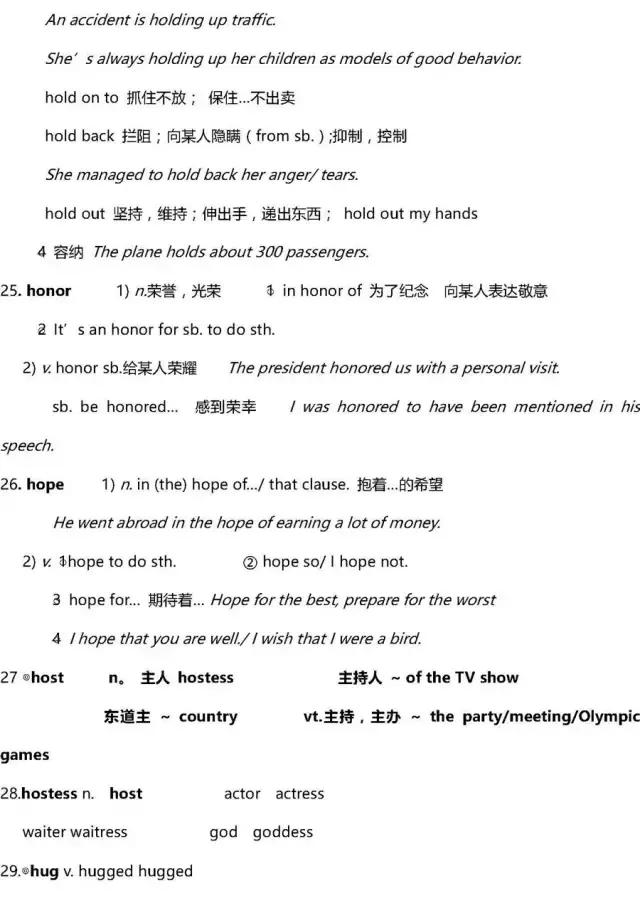 An accident is holding up traffic.
She's always holding up her children as models of good behavior.
hold on to 抓住不放； 保住…不出卖
hold back 拦阻；向某人隐瞒（from sb.）;抑制，控制
She managed to hold back her anger/ tears.
hold out 坚持，维持；伸出手，递出东西； hold out my hands
④ 容纳 The plane holds about 300 passengers.
25. honor 1) n.荣誉，光荣 ① in honor of 为了纪念 向某人表达敬意
② It's an honor for sb. to do sth.
2) v. honor sb.给某人荣耀 The president honored us with a personal visit.
sb. be honored… 感到荣幸 I was honored to have been mentioned in his
speech.
26. hope 1) n. in (the) hope of…/ that clause. 抱着…的希望
He went abroad in the hope of earning a lot of money.
2) v. ①hope to do sth. ② hope so/ I hope not.
③ hope for… 期待着… Hope for the best, prepare for the worst
④ I hope that you are well./ I wish that I were a bird.
27 ◎host n。 主人 hostess 主持人 ~ of the TV show
东道主 ~ country vt.主持，主办 ~ the party/meeting/Olympic
games
28.hostess n. host actor actress
waiter waitress god goddess
29.◎hug v. hugged hugged